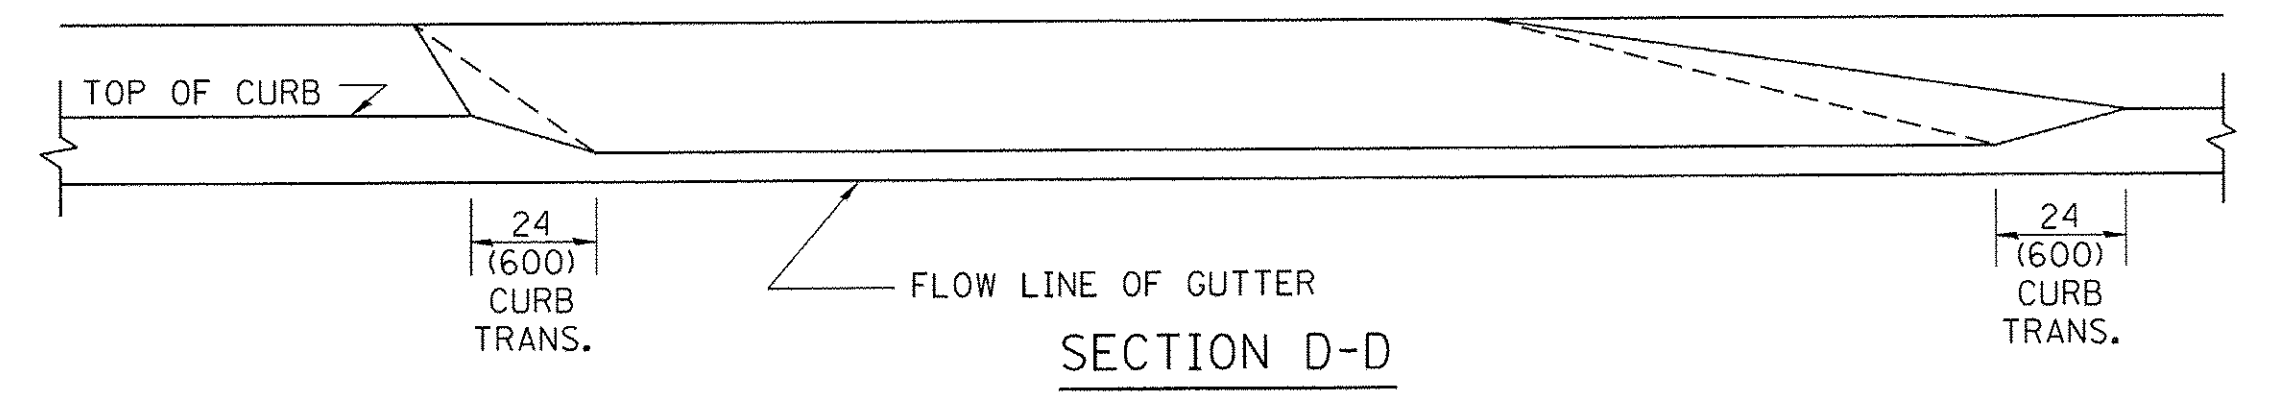 TOP OF CURB
24
(600)
CURB
TRANS.
FLOW LINE OF GUTTER
24
(600)
CURB
TRANS.
SECTION D-D